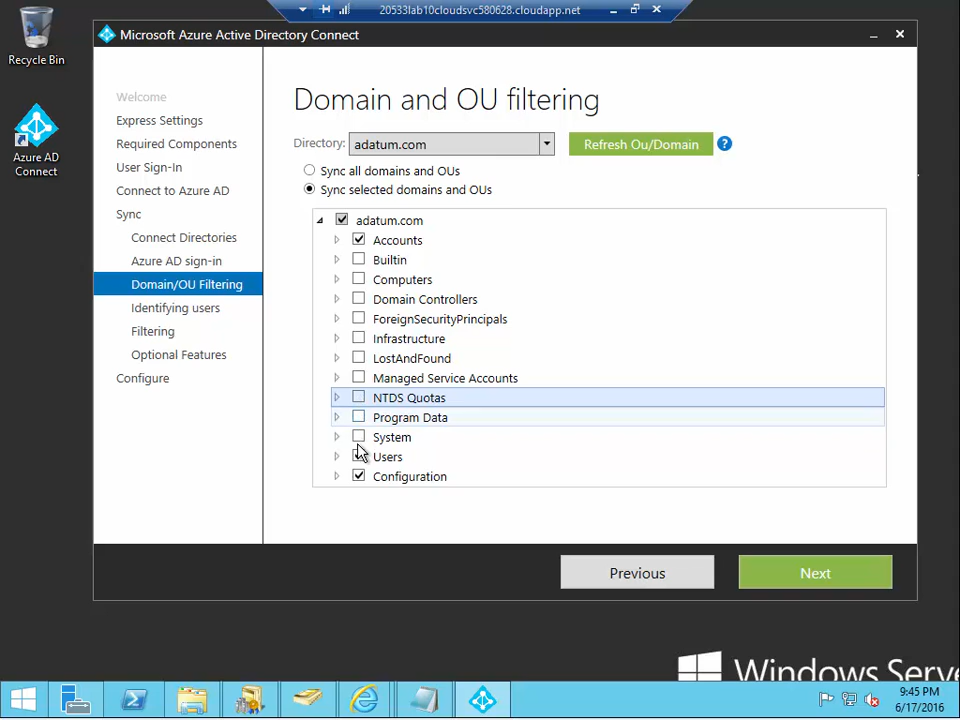 20533lab10cloudsvc580628.cloudapp.net
Recycle Bin
Azure AD
Connect
Microsoft Azure Active Directory Connect
Welcome
Express Settings
Required Components
User Sign-In
Connect to Azure AD
Sync
Connect Directories
Azure AD sign-in
Domain/OU Filtering
Identifying users
Filtering
Optional Features
Configure
Domain and OU filtering
Directory: adatum.com
Refresh Ou/Domain ?
Sync all domains and OUs
Sync selected domains and OUs
adatum.com
Accounts
Builtin
Computers
Domain Controllers
ForeignSecurityPrincipals
Infrastructure
LostAndFound
Managed Service Accounts
NTDS Quotas
Program Data
System
Users
Configuration
Previous
Next
Windows Serve
9:45 PM
6/17/2016